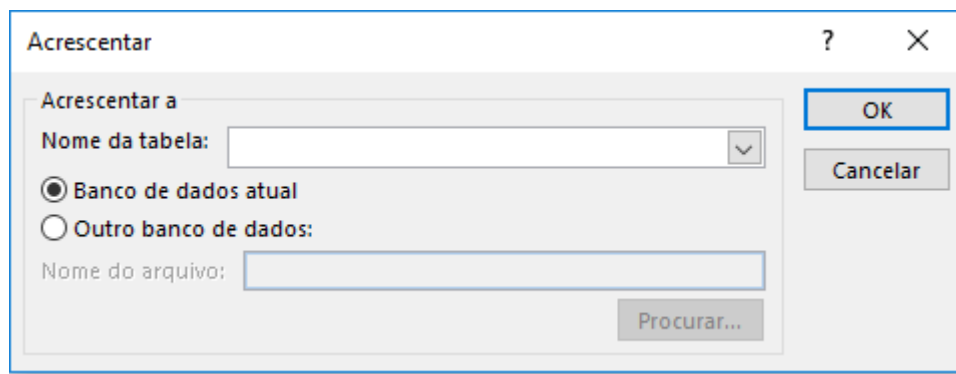 Acrescentar ?
Acrescentar a
OK
Nome da tabela:
Cancelar
Banco de dados atual
Outro banco de dados:
Nome do arquivo:
Procurar...